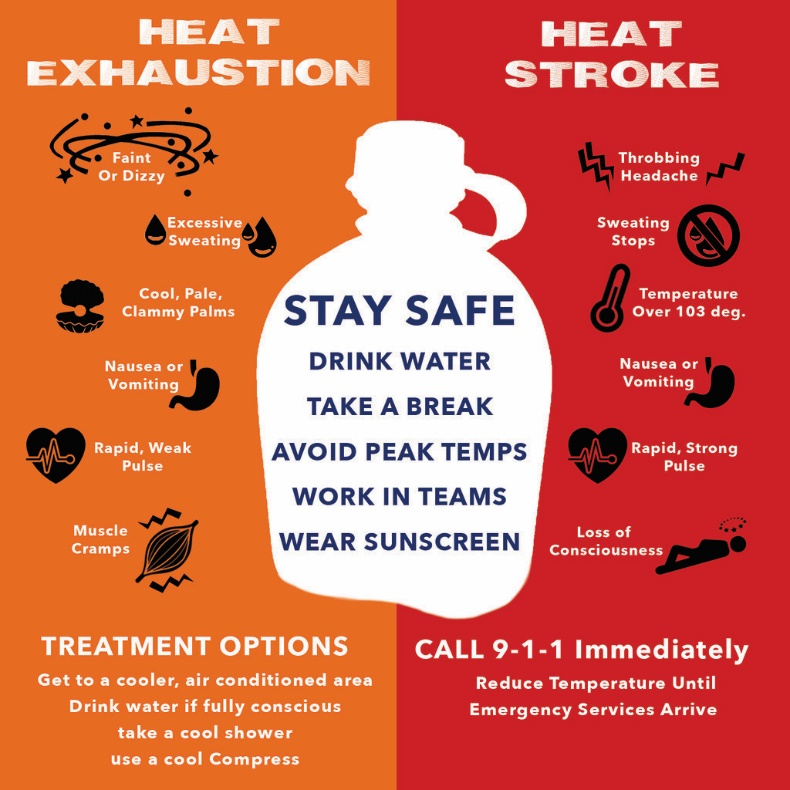 HEAT
EXHAUSTION
Faint
Or Dizzy
Excessive
Sweating
Cool, Pale,
Clammy Palms
Nausea or
Vomiting
Rapid, Weak
Pulse
Muscle
Cramps
TREATMENT OPTIONS
Get to a cooler, air conditioned area
Drink water if fully conscious
take a cool shower
use a cool Compress
STAY SAFE
DRINK WATER
TAKE A BREAK
AVOID PEAK TEMPS
WORK IN TEAMS
WEAR SUNSCREEN
HEAT
STROKE
Throbbing
Headache
Sweating
Stops
Temperature
Over 103 deg.
Nausea or
Vomiting
Rapid, Strong
Pulse
Loss of
Consciousness
CALL 9-1-1 Immediately
Reduce Temperature Until
Emergency Services Arrive